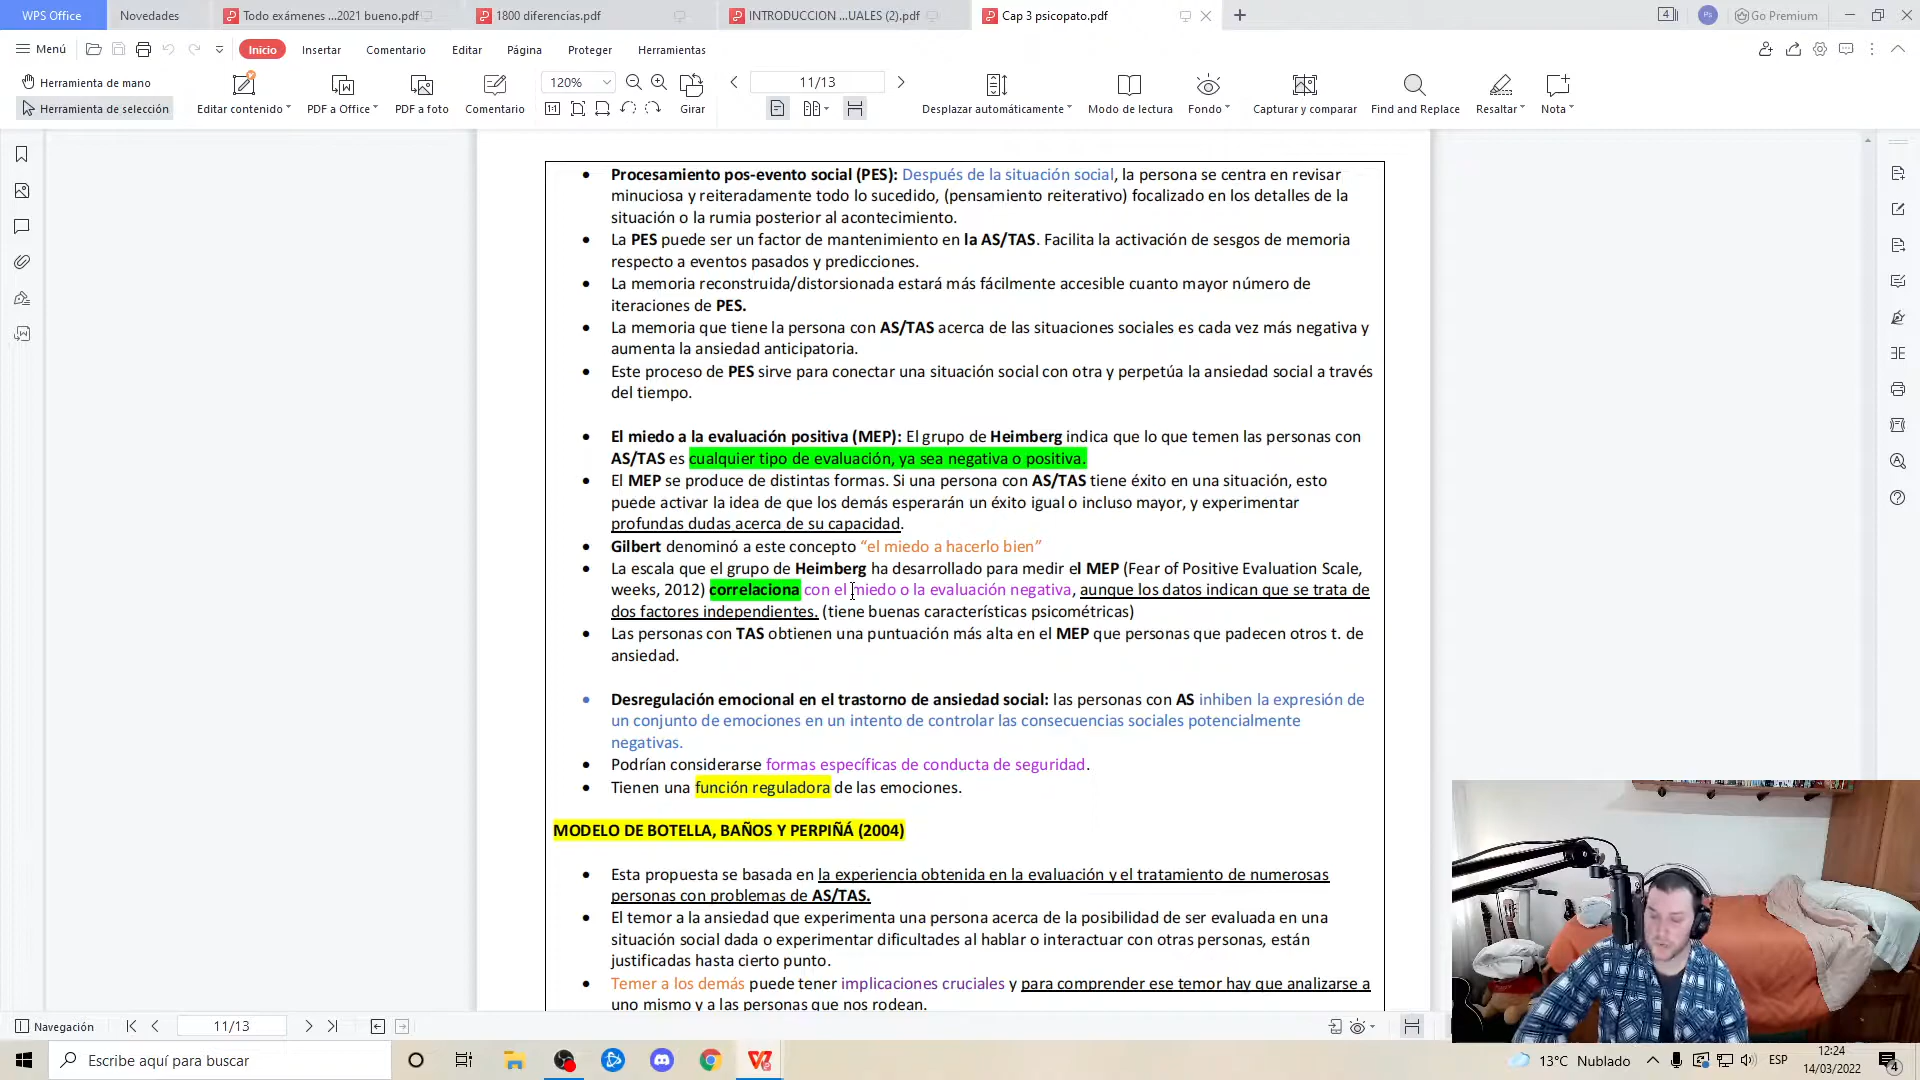 WPS Office
Novedades
Todo exámenes ...2021 bueno.pdf
1800 diferencias.pdf
INTRODUCCION ...UALES (2).pdf
Cap 3 psicopato.pdf
Go Premium
Menú
Inicio
Insertar
Comentario
Editar
Página
Proteger
Herramientas
Herramienta de mano
Herramienta de selección
Editar contenido
PDF a Office
PDF a foto
Comentario
120%
Girar
11/13
Desplazar automáticamente
Modo de lectura
Fondo
Capturar y comparar
Find and Replace
Resaltar
Nota
• Procesamiento pos-evento social (PES): Después de la situación social, la persona se centra en revisar
minuciosa y reiteradamente todo lo sucedido, (pensamiento reiterativo) focalizado en los detalles de la
situación o la rumia posterior al acontecimiento.
• La PES puede ser un factor de mantenimiento en la AS/TAS. Facilita la activación de sesgos de memoria
respecto a eventos pasados y predicciones.
• La memoria reconstruida/distorsionada estará más fácilmente accesible cuanto mayor número de
iteraciones de PES.
• La memoria que tiene la persona con AS/TAS acerca de las situaciones sociales es cada vez más negativa y
aumenta la ansiedad anticipatoria.
• Este proceso de PES sirve para conectar una situación social con otra y perpetúa la ansiedad social a través
del tiempo.
• El miedo a la evaluación positiva (MEP): El grupo de Heimberg indica que lo que temen las personas con
AS/TAS es cualquier tipo de evaluación, ya sea negativa o positiva.
• El MEP se produce de distintas formas. Si una persona con AS/TAS tiene éxito en una situación, esto
puede activar la idea de que los demás esperarán un éxito igual o incluso mayor, y experimentar
profundas dudas acerca de su capacidad.
• Gilbert denominó a este concepto “el miedo a hacerlo bien”
• La escala que el grupo de Heimberg ha desarrollado para medir el MEP (Fear of Positive Evaluation Scale,
weeks, 2012) correlaciona con el miedo o la evaluación negativa, aunque los datos indican que se trata de
dos factores independientes. (tiene buenas características psicométricas)
• Las personas con TAS obtienen una puntuación más alta en el MEP que personas que padecen otros t. de
ansiedad.
• Desregulación emocional en el trastorno de ansiedad social: las personas con AS inhiben la expresión de
un conjunto de emociones en un intento de controlar las consecuencias sociales potencialmente
negativas.
• Podrían considerarse formas específicas de conducta de seguridad.
• Tienen una función reguladora de las emociones.
MODELO DE BOTELLA, BAÑOS Y PERPIÑÁ (2004)
• Esta propuesta se basada en la experiencia obtenida en la evaluación y el tratamiento de numerosas
personas con problemas de AS/TAS.
• El temor a la ansiedad que experimenta una persona acerca de la posibilidad de ser evaluada en una
situación social dada o experimentar dificultades al hablar o interactuar con otras personas, están
justificadas hasta cierto punto.
• Temer a los demás puede tener implicaciones cruciales y para comprender ese temor hay que analizarse a
uno mismo y a las personas que nos rodean.
Navegación
11/13
Escribe aquí para buscar
13°C Nublado
ESP
12:24
14/03/2022
4